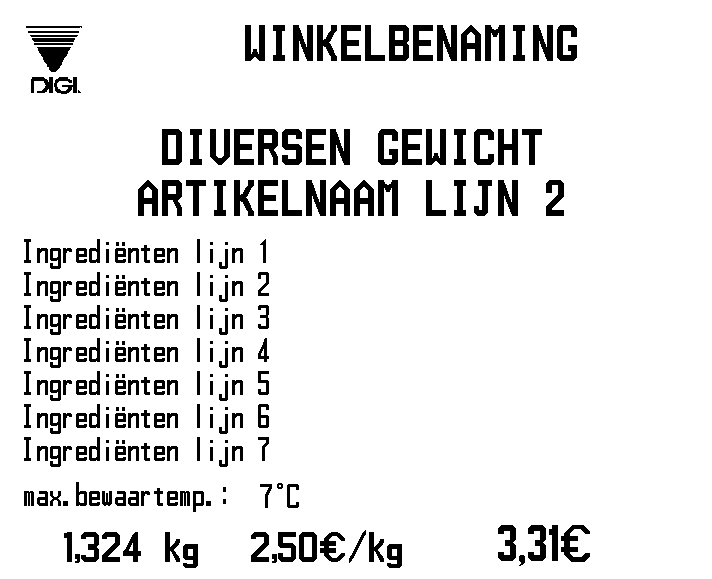 DIGI.
WINKELBENAMING
DIVERSEN GEWICHT
ARTIKELNAAM LIJN 2
Ingrediënten lijn 1
Ingrediënten lijn 2
Ingrediënten lijn 3
Ingrediënten lijn 4
Ingrediënten lijn 5
Ingrediënten lijn 6
Ingrediënten lijn 7
max.bewaartemp.: 7°C
1,324 kg 2,50€/kg 3,31€